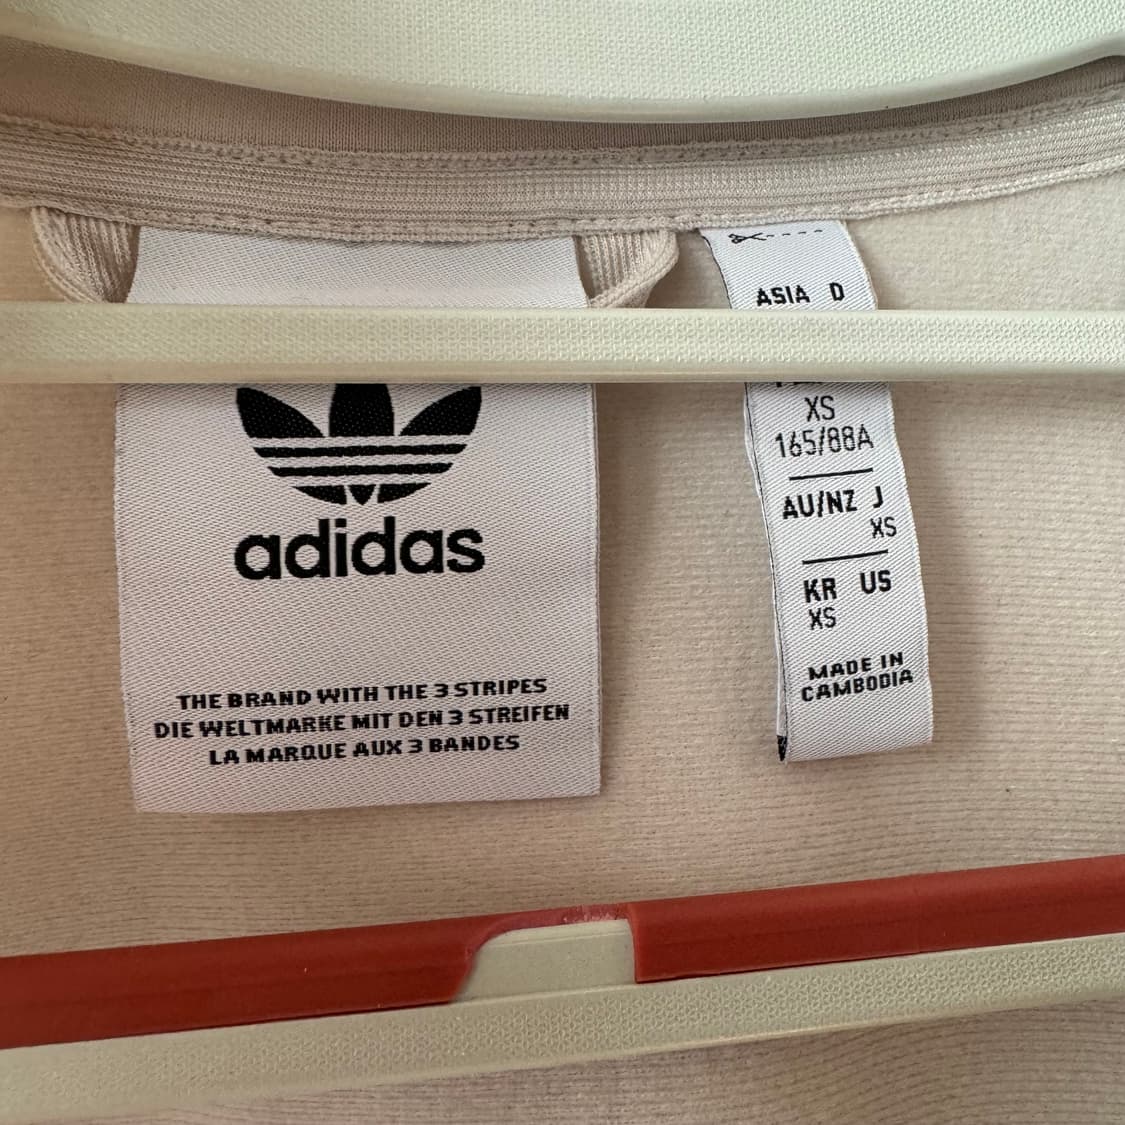 adidas
THE BRAND WITH THE 3 STRIPES
DIE WELTMARKE MIT DEN 3 STREIFEN
LA MARQUE AUX 3 BANDES
ASIA D
XS
165/88A
AU/NZ J
XS
KR US
XS
MADE IN
CAMBODIA